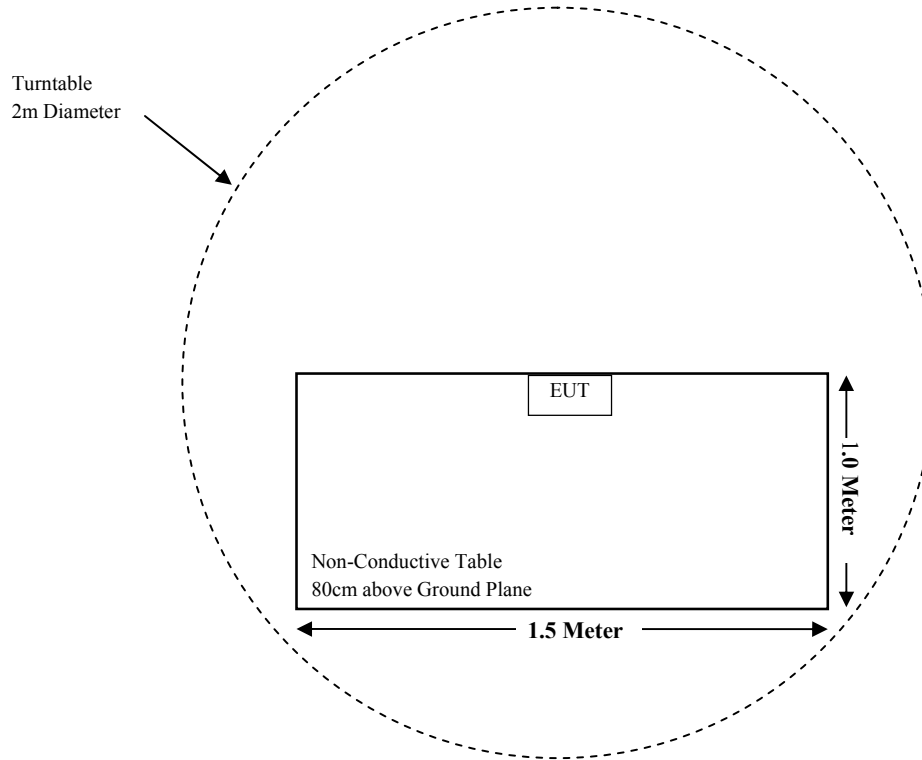 Turntable
2m Diameter
EUT
1.0 Meter
Non-Conductive Table
80cm above Ground Plane
1.5 Meter